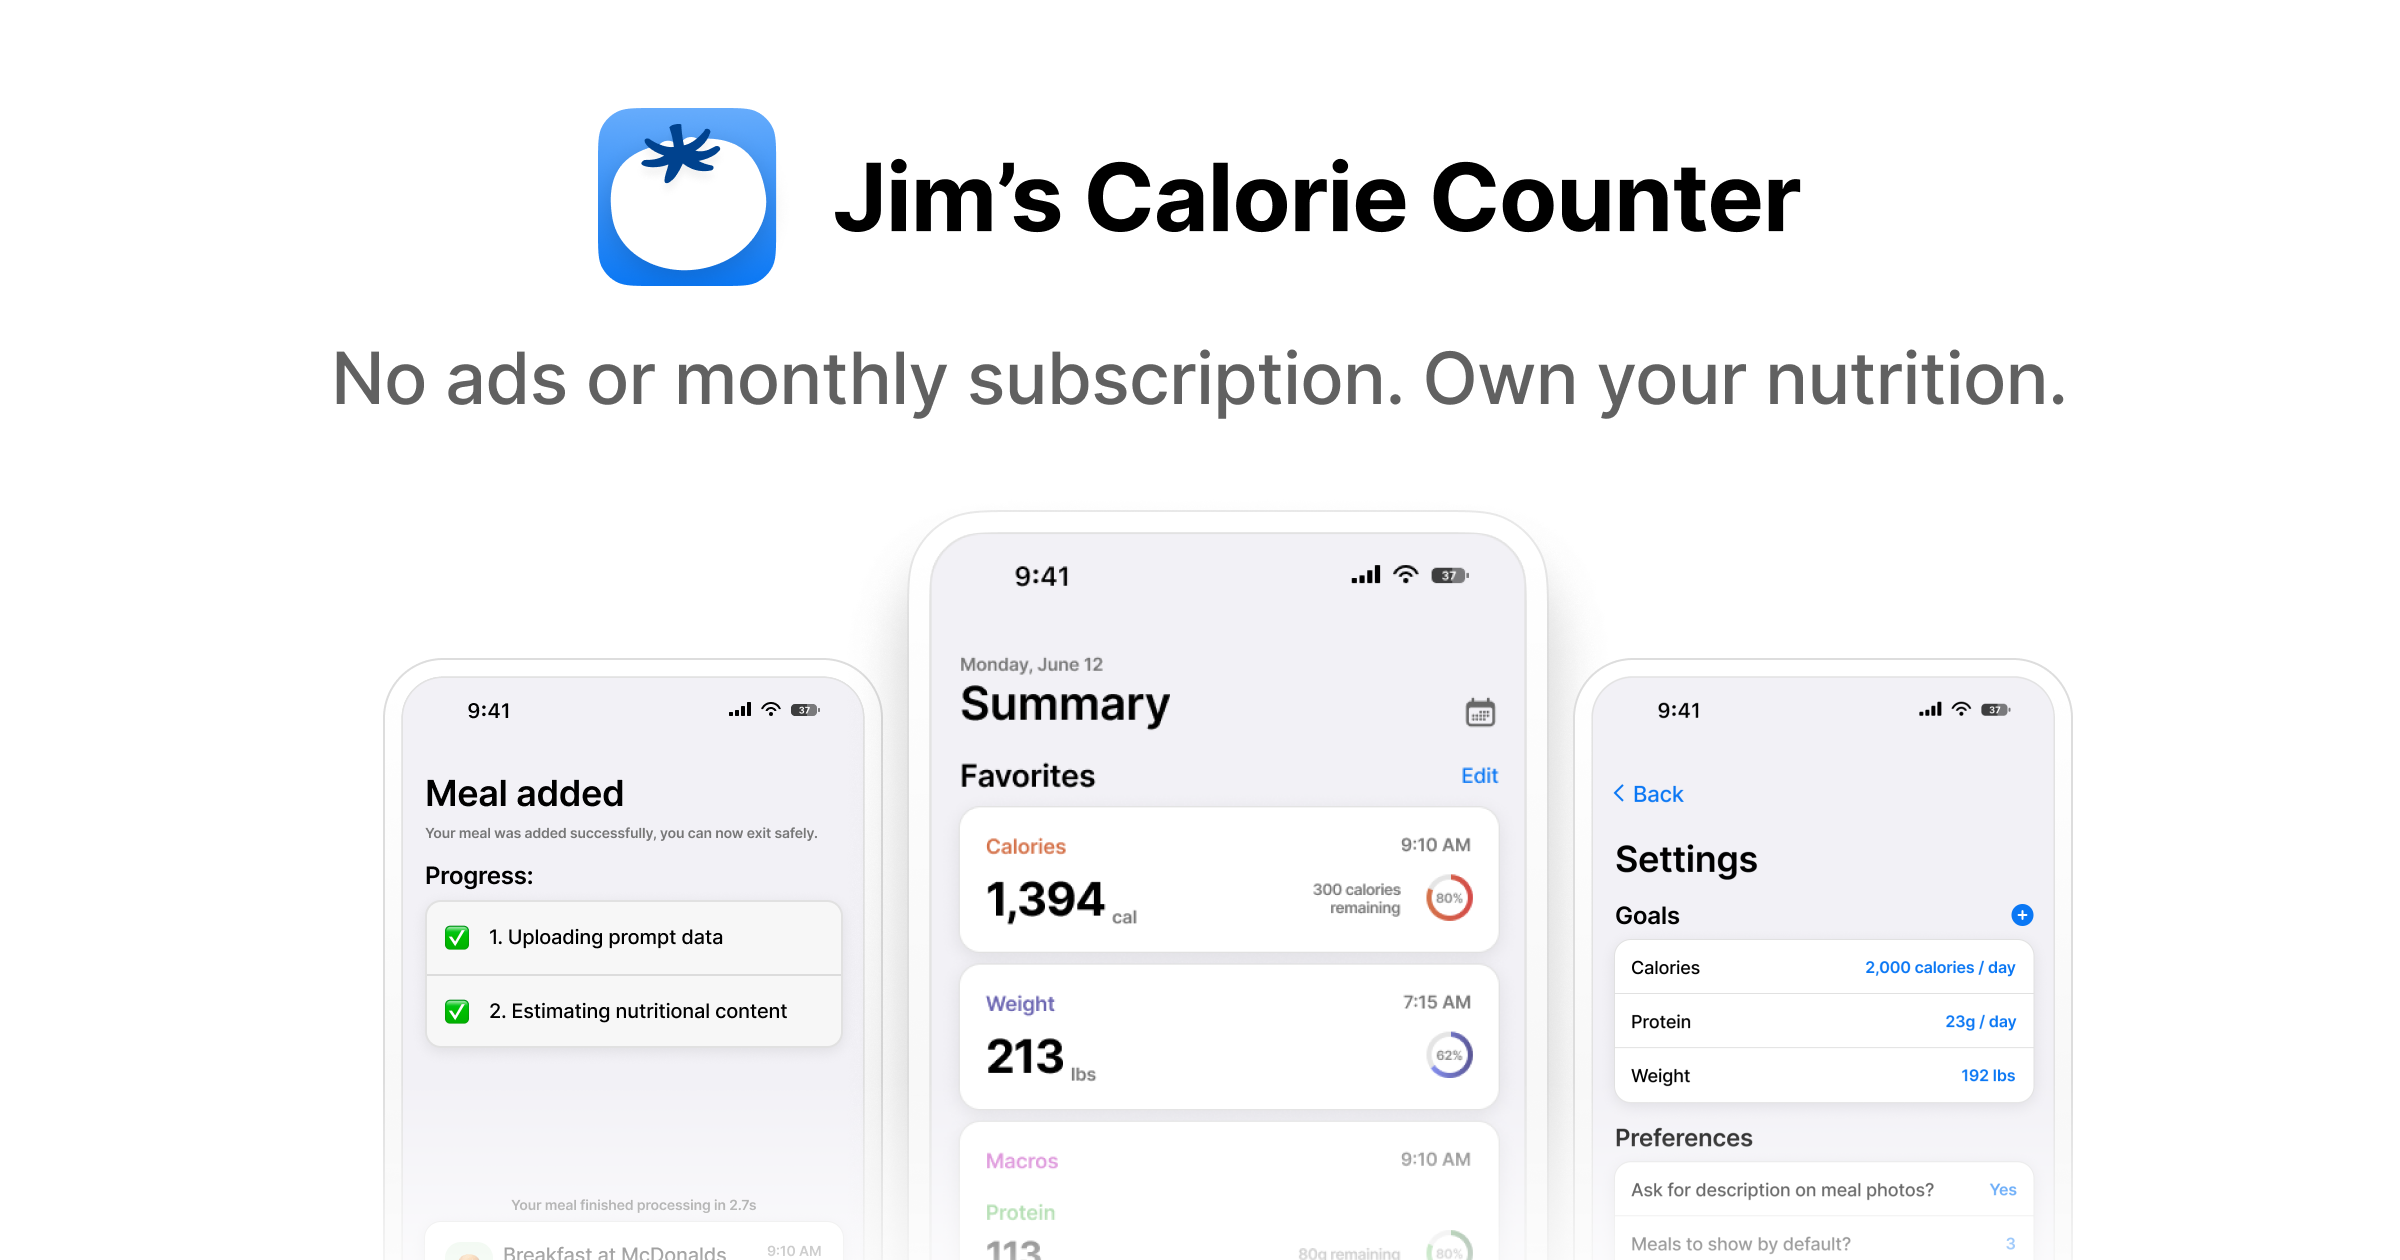 Jim’s Calorie Counter
No ads or monthly subscription. Own your nutrition.
9:41
37
Meal added
Your meal was added successfully, you can now exit safely.
Progress:
✅ 1. Uploading prompt data
✅ 2. Estimating nutritional content
Your meal finished processing in 2.7s
Breakfast at McDonalds 9:10 AM
9:41
37
Monday, June 12
Summary
Favorites Edit
Calories 9:10 AM
1,394 cal
300 calories
remaining
80%
Weight 7:15 AM
213 lbs
62%
Macros 9:10 AM
Protein
113
80g remaining
80%
9:41
37
Back
Settings
Goals
Calories 2,000 calories / day
Protein 23g / day
Weight 192 lbs
Preferences
Ask for description on meal photos? Yes
Meals to show by default? 3